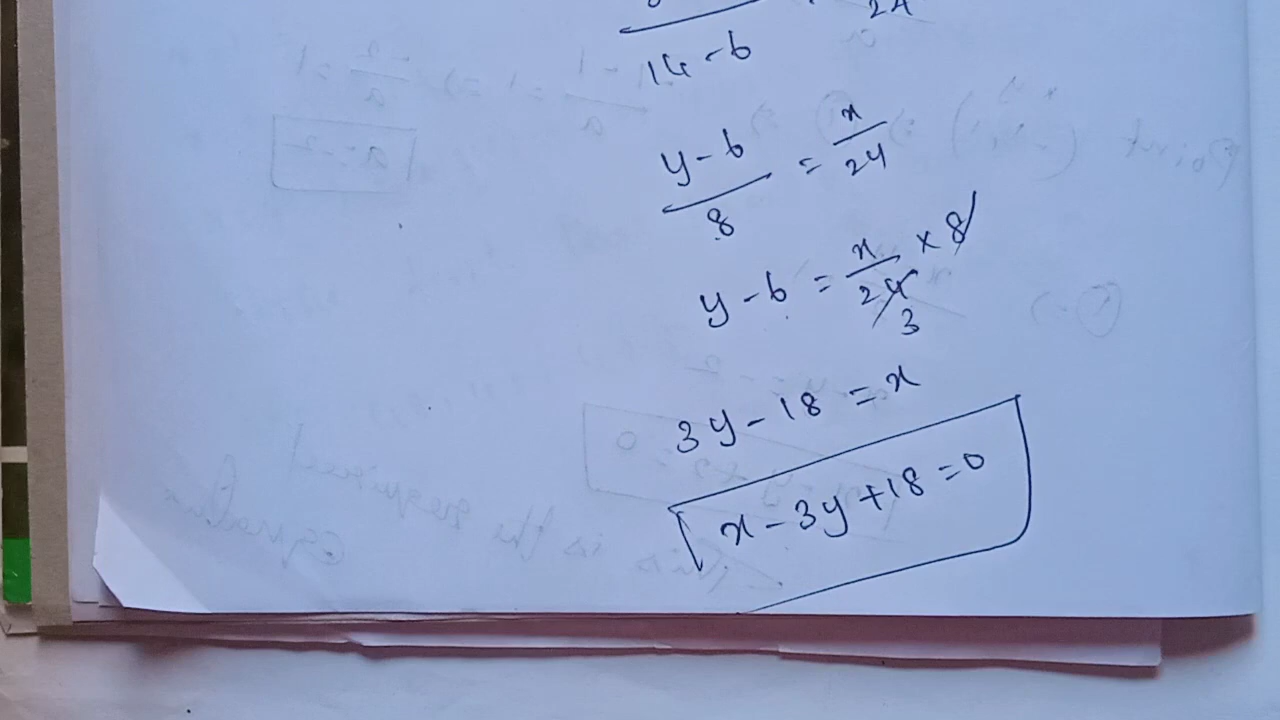 14-6
y-6/8 = x/24
y-6 = x/24 × 8
3
3y-18 = x
x-3y+18=0